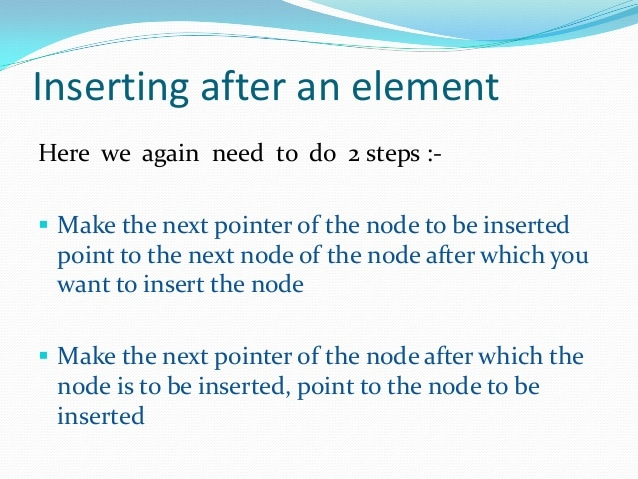 Inserting after an element
Here we again need to do 2 steps :-
▪ Make the next pointer of the node to be inserted
point to the next node of the node after which you
want to insert the node
▪ Make the next pointer of the node after which the
node is to be inserted, point to the node to be
inserted